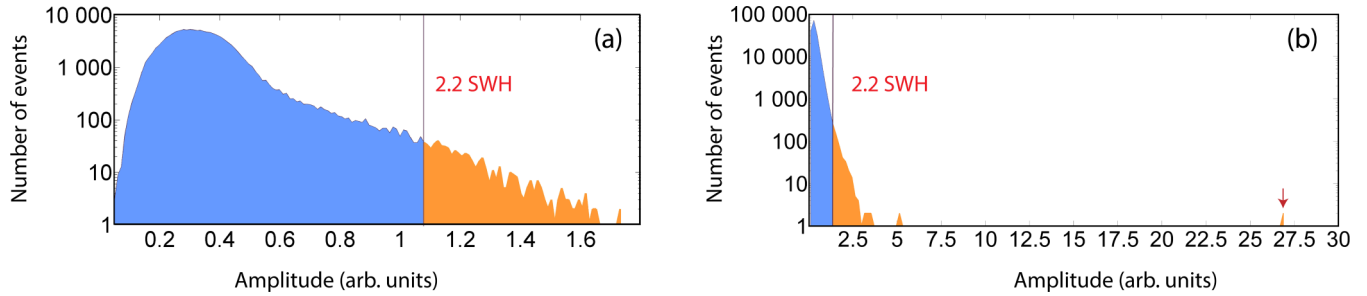 10 000
1 000
100
10
1
Number of events
(a)
2.2 SWH
0.2 0.4 0.6 0.8 1 1.2 1.4 1.6
Amplitude (arb. units)
100 000
10 000
1 000
100
10
1
Number of events
(b)
2.2 SWH
2.5 5 7.5 10 12.5 15 17.5 20 22.5 25 27.5 30
Amplitude (arb. units)